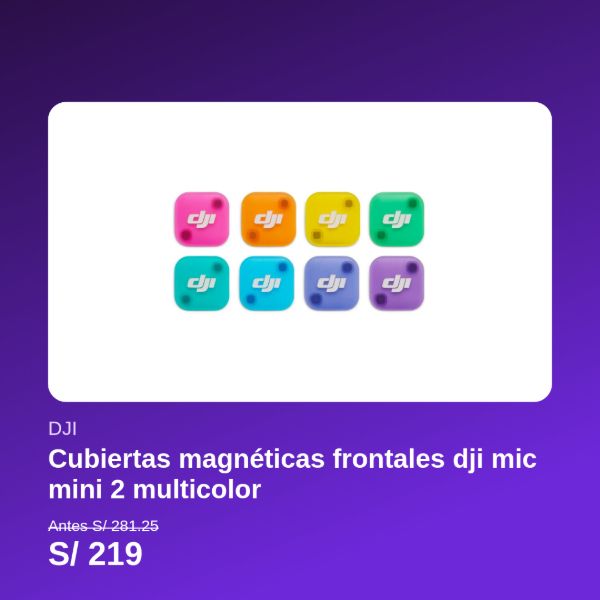 dji dji dji dji
dji dji dji dji
DJI
Cubiertas magnéticas frontales dji mic
mini 2 multicolor
Antes S/ 281.25
S/ 219